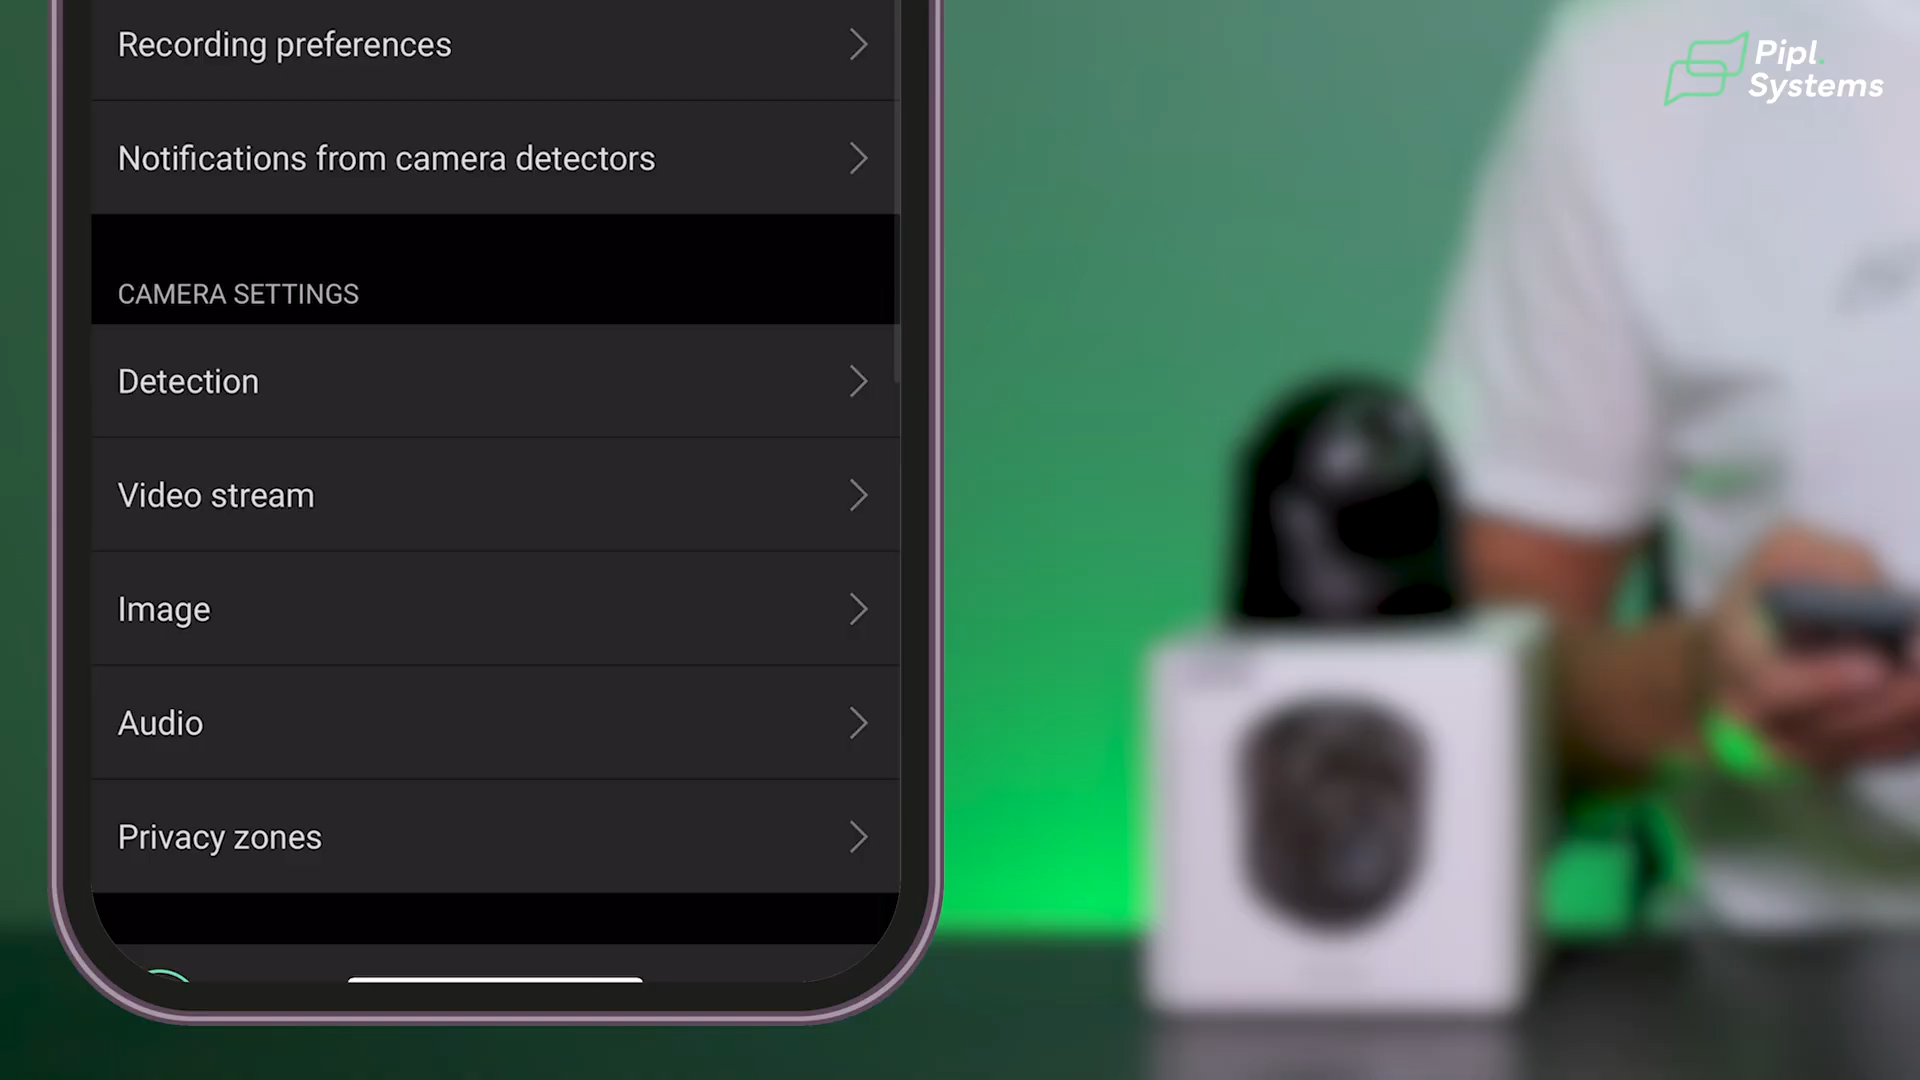 Recording preferences
Notifications from camera detectors
CAMERA SETTINGS
Detection
Video stream
Image
Audio
Privacy zones
Pipl.
Systems